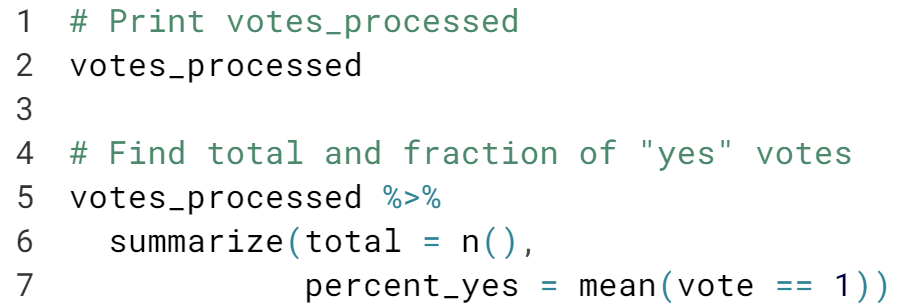 1 # Print votes_processed
2 votes_processed
3
4 # Find total and fraction of "yes" votes
5 votes_processed %>%
6   summarize(total = n(),
7             percent_yes = mean(vote == 1))